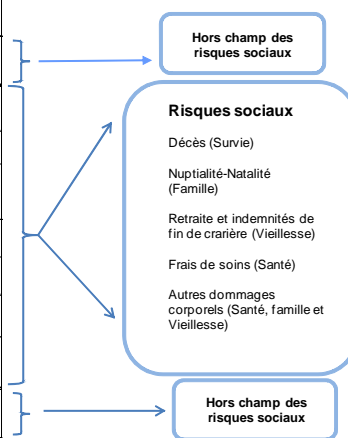 Hors champ des
risques sociaux
Risques sociaux
Décès (Survie)
Nuptialité-Natalité
(Famille)
Retraite et indemnités de
fin de crarière (Vieillesse)
Frais de soins (Santé)
Autres dommages
corporels (Santé, famille et
Vieillesse)
Hors champ des
risques sociaux